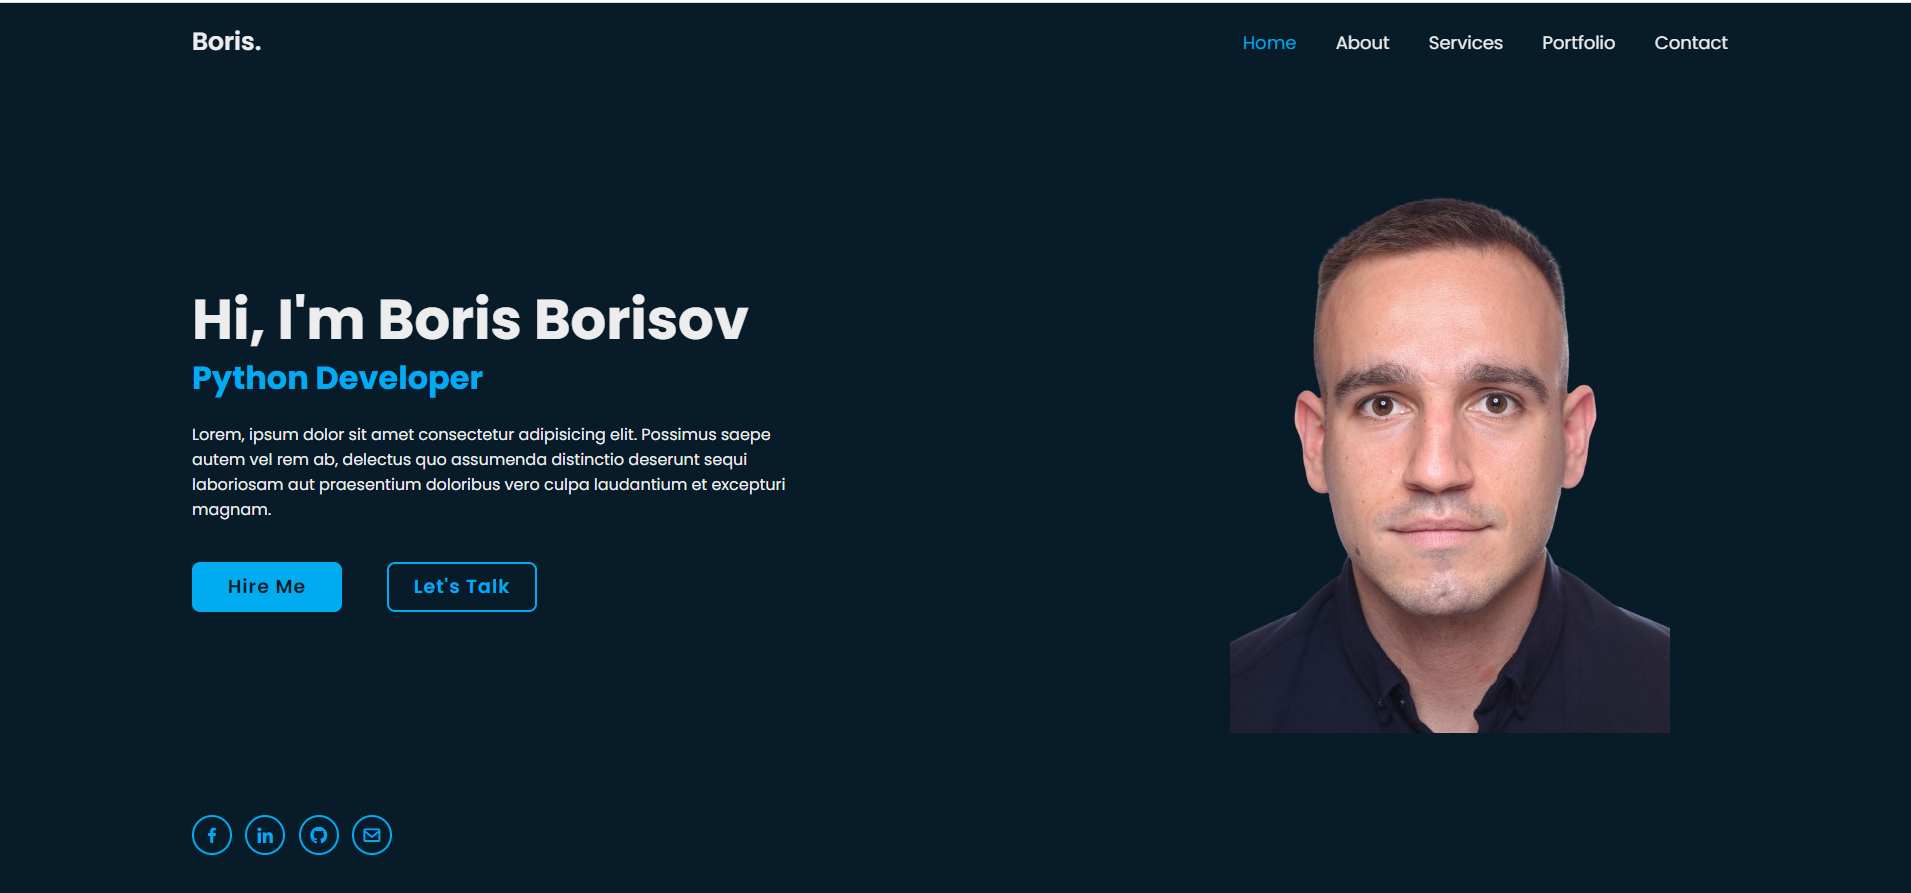 Boris.
Home About Services Portfolio Contact
Hi, I'm Boris Borisov
Python Developer
Lorem, ipsum dolor sit amet consectetur adipisicing elit. Possimus saepe
autem vel rem ab, delectus quo assumenda distinctio deserunt sequi
laboriosam aut praesentium doloribus vero culpa laudantium et excepturi
magnam.
Hire Me
Let's Talk